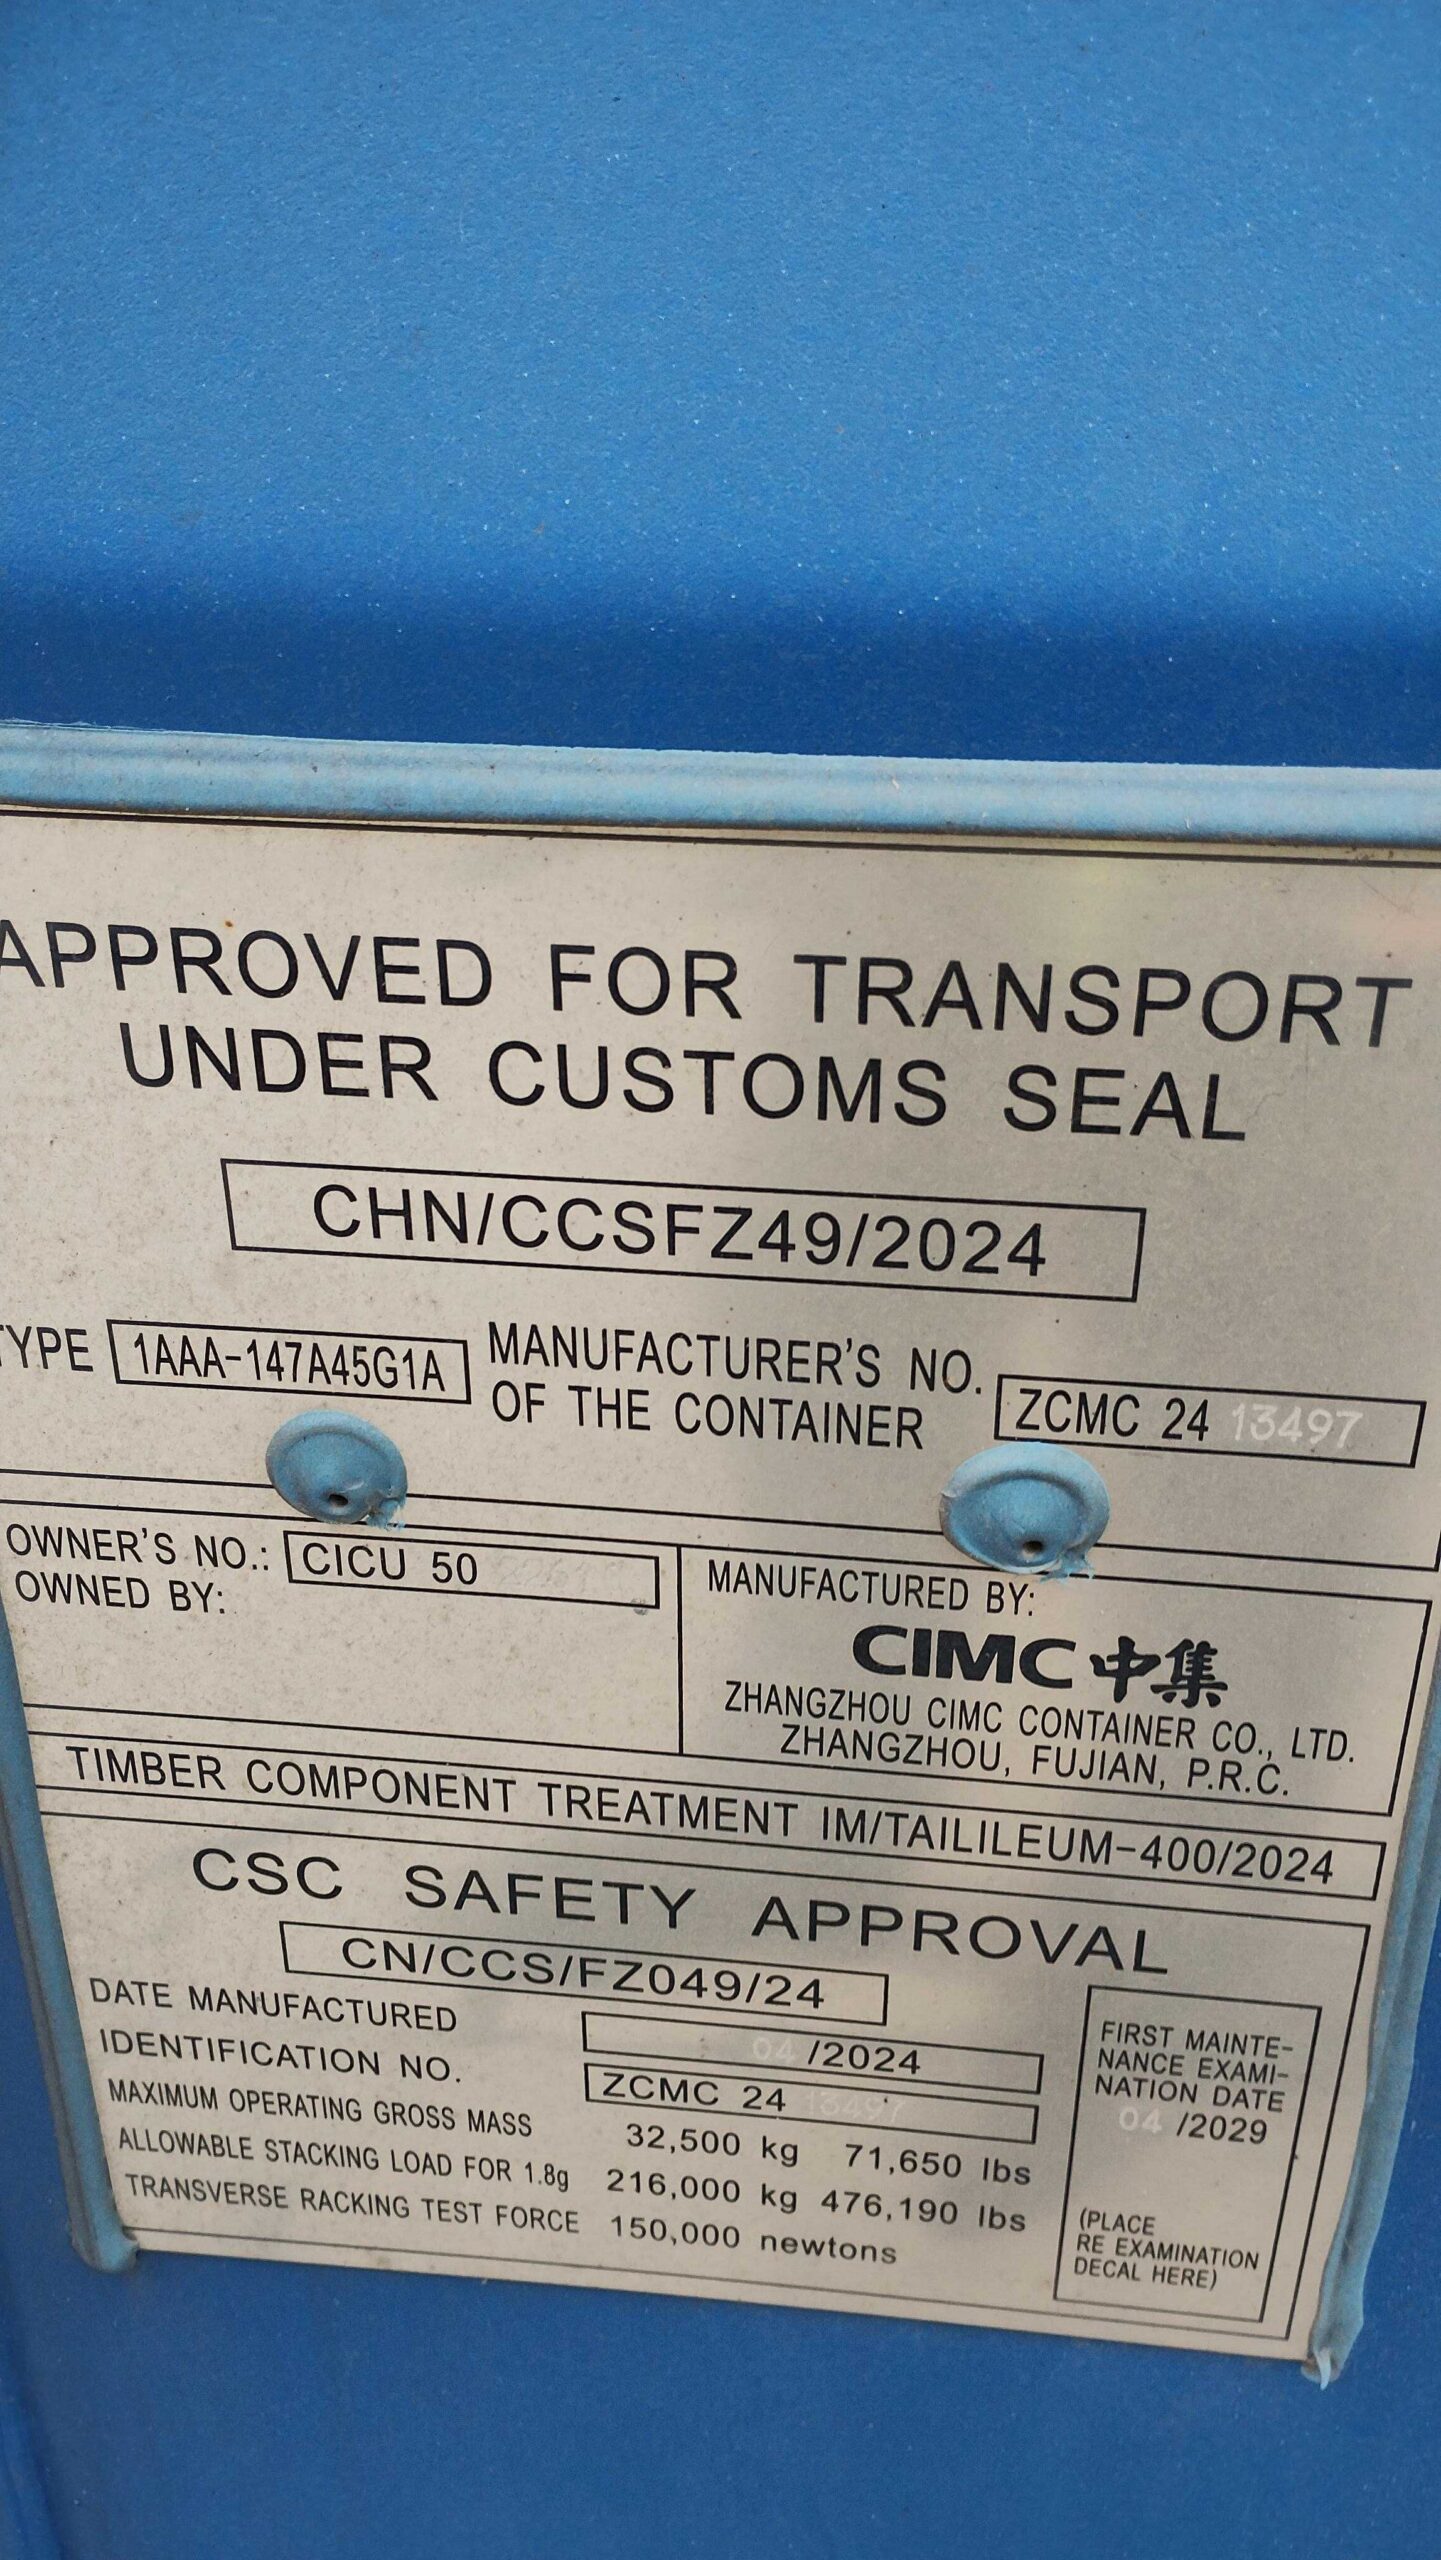 APPROVED FOR TRANSPORT
UNDER CUSTOMS SEAL
CHN/CCSFZ49/2024
TYPE 1AAA-147A45G1A
MANUFACTURER'S NO.
OF THE CONTAINER
ZCMC 24 13497
OWNER'S NO.: CICU 50
OWNED BY:
MANUFACTURED BY:
CIMC 中集
ZHANGZHOU CIMC CONTAINER CO., LTD.
ZHANGZHOU, FUJIAN, P.R.C.
TIMBER COMPONENT TREATMENT IM/TAILILEUM-400/2024
CSC SAFETY APPROVAL
CN/CCS/FZ049/24
DATE MANUFACTURED 04 /2024
IDENTIFICATION NO. ZCMC 24 13497
MAXIMUM OPERATING GROSS MASS 32,500 kg 71,650 lbs
ALLOWABLE STACKING LOAD FOR 1.8g 216,000 kg 476,190 lbs
TRANSVERSE RACKING TEST FORCE 150,000 newtons
FIRST MAINTE-
NANCE EXAMI-
NATION DATE
04 /2029
(PLACE
RE EXAMINATION
DECAL HERE)